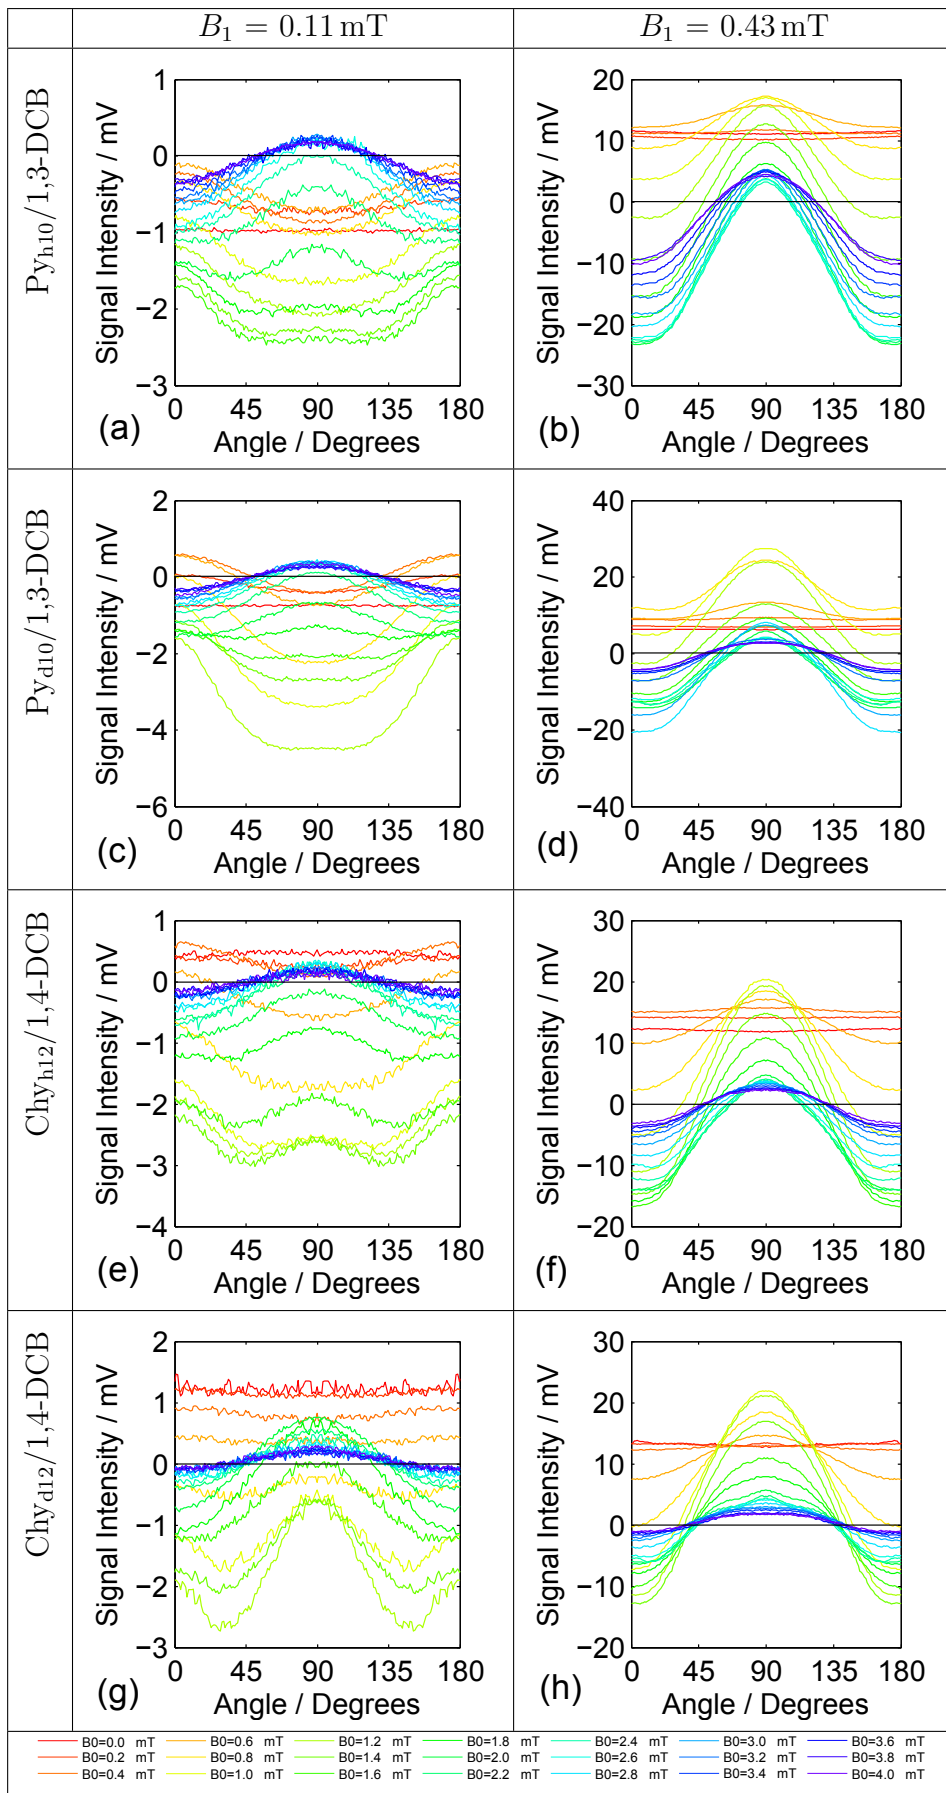 B₁ = 0.11 mT
B₁ = 0.43 mT
Py_h10/1,3-DCB
Signal Intensity / mV
1
0
−1
−2
−3
0 45 90 135 180
(a)
Angle / Degrees
Signal Intensity / mV
20
10
0
−10
−20
−30
0 45 90 135 180
(b)
Angle / Degrees
Py_d10/1,3-DCB
Signal Intensity / mV
2
0
−2
−4
−6
0 45 90 135 180
(c)
Angle / Degrees
Signal Intensity / mV
40
20
0
−20
−40
0 45 90 135 180
(d)
Angle / Degrees
Chy_h12/1,4-DCB
Signal Intensity / mV
1
0
−1
−2
−3
−4
0 45 90 135 180
(e)
Angle / Degrees
Signal Intensity / mV
30
20
10
0
−10
−20
0 45 90 135 180
(f)
Angle / Degrees
Chy_d12/1,4-DCB
Signal Intensity / mV
2
1
0
−1
−2
−3
0 45 90 135 180
(g)
Angle / Degrees
Signal Intensity / mV
30
20
10
0
−10
−20
0 45 90 135 180
(h)
Angle / Degrees
B0=0.0 mT B0=0.6 mT B0=1.2 mT B0=1.8 mT B0=2.4 mT B0=3.0 mT B0=3.6 mT
B0=0.2 mT B0=0.8 mT B0=1.4 mT B0=2.0 mT B0=2.6 mT B0=3.2 mT B0=3.8 mT
B0=0.4 mT B0=1.0 mT B0=1.6 mT B0=2.2 mT B0=2.8 mT B0=3.4 mT B0=4.0 mT